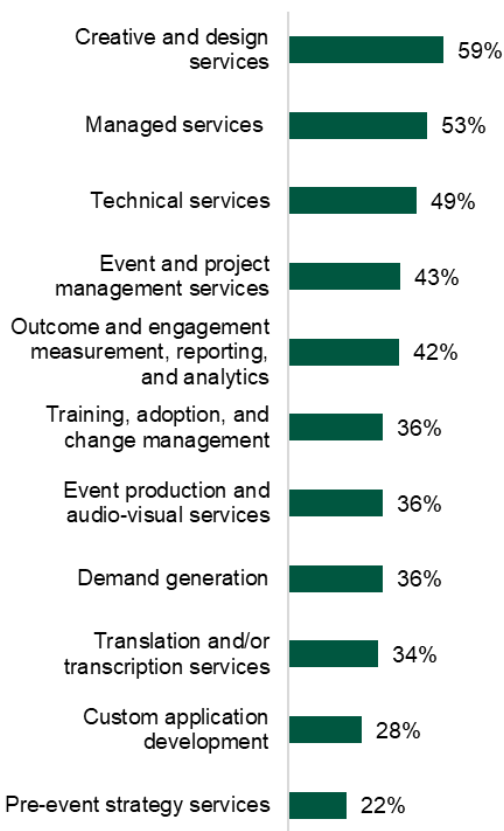 Creative and design
services
59%
Managed services
53%
Technical services
49%
Event and project
management services
43%
Outcome and engagement
measurement, reporting,
and analytics
42%
Training, adoption, and
change management
36%
Event production and
audio-visual services
36%
Demand generation
36%
Translation and/or
transcription services
34%
Custom application
development
28%
Pre-event strategy services
22%